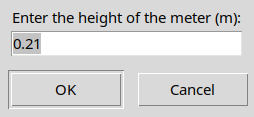 Enter the height of the meter (m):
0.21
OK Cancel